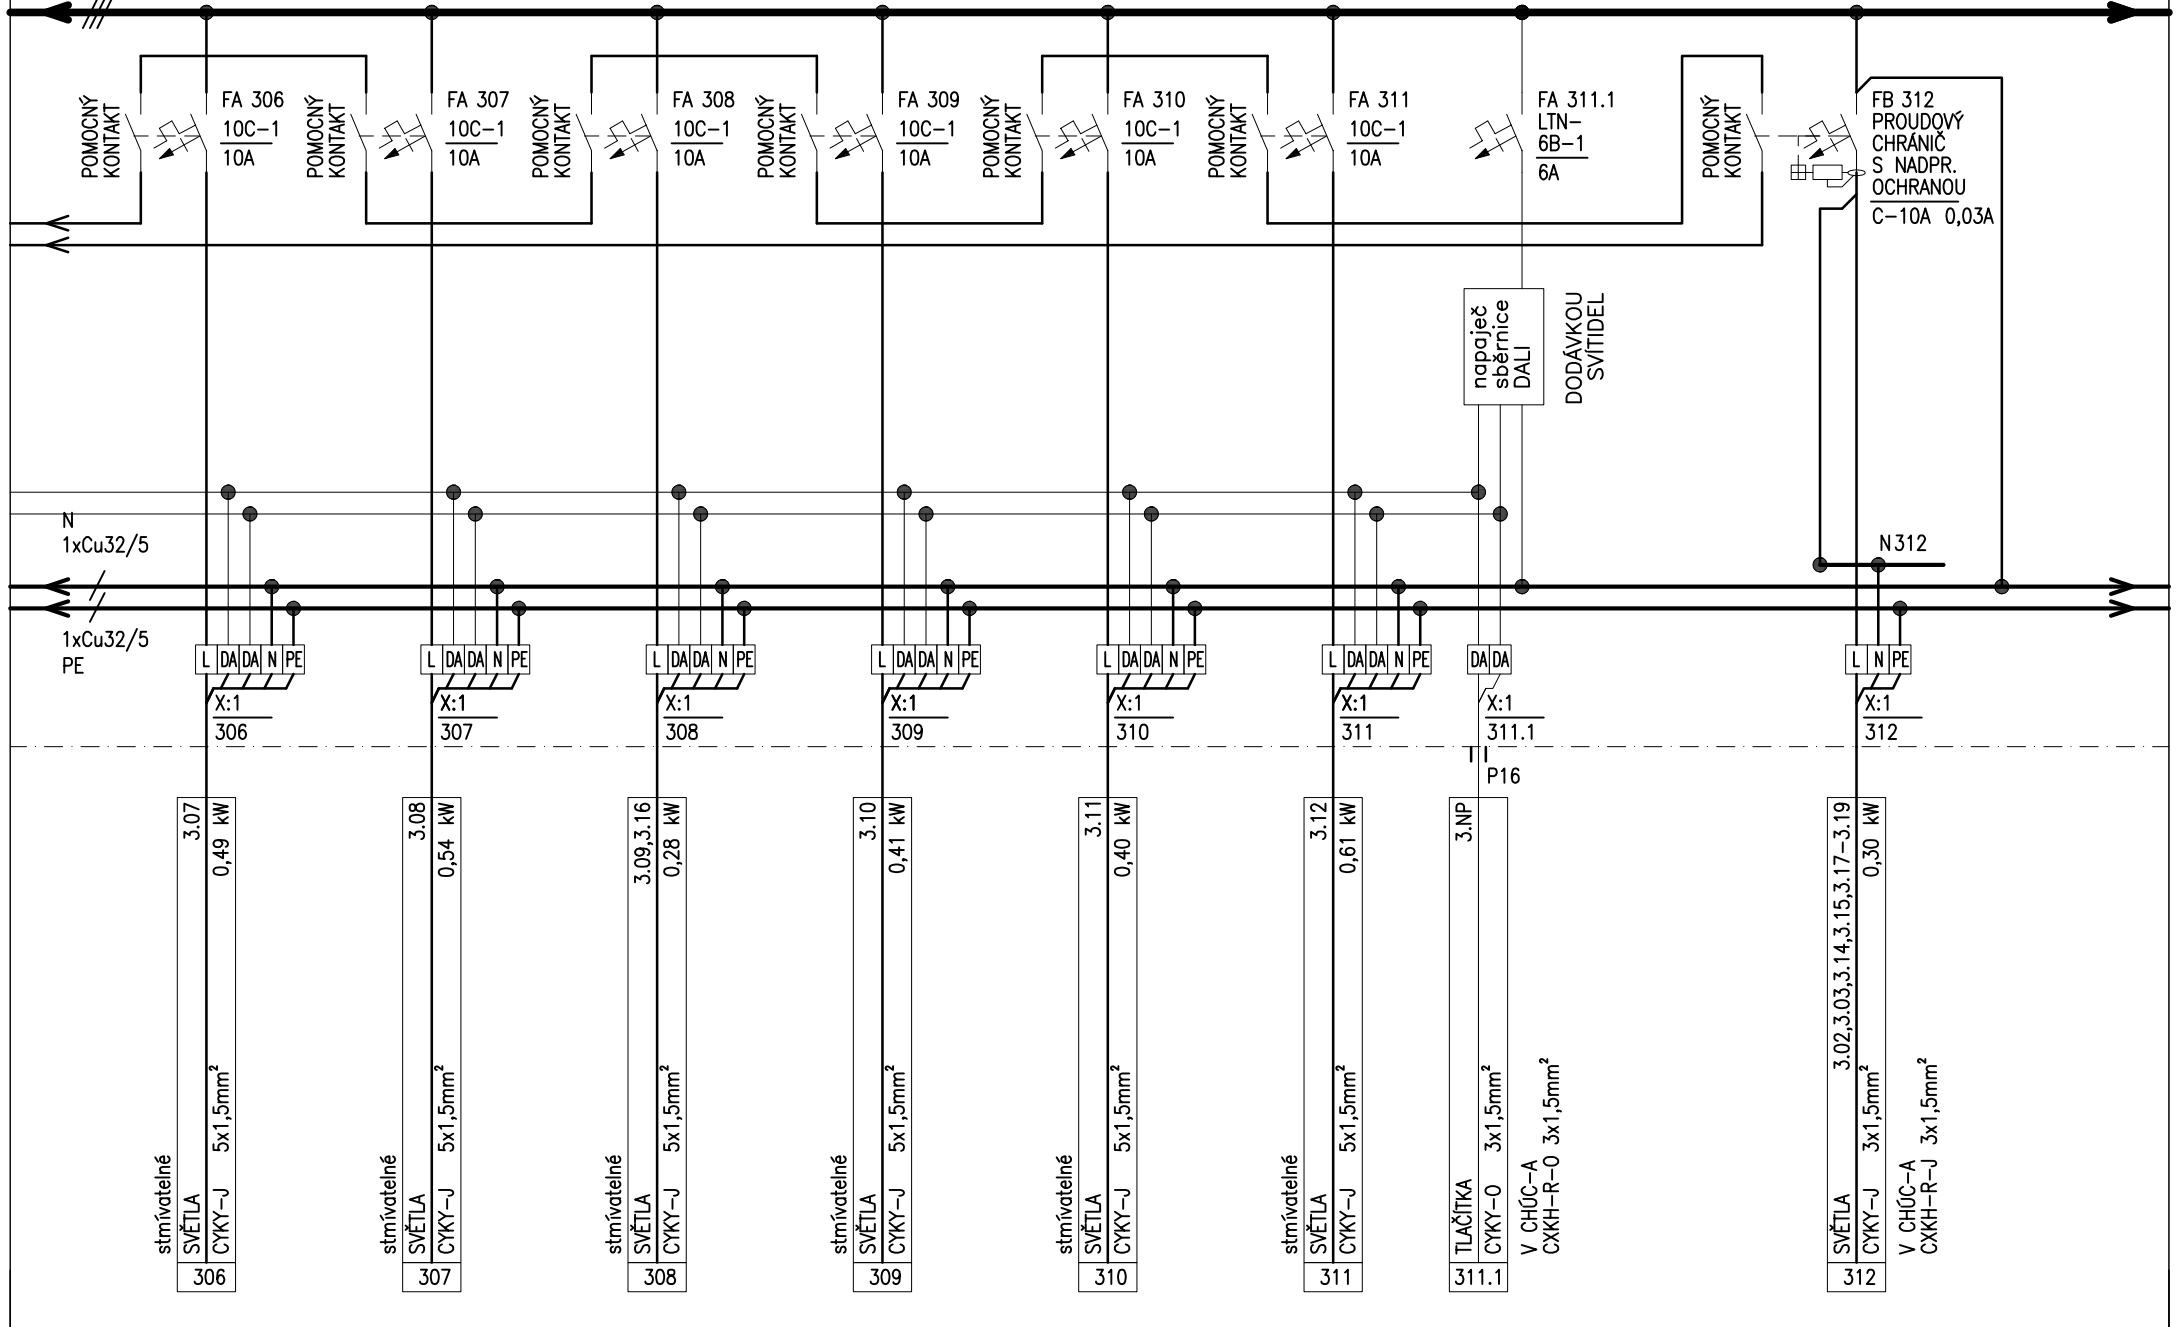 POMOCNÝ
KONTAKT
FA 306
10C-1
10A
POMOCNÝ
KONTAKT
FA 307
10C-1
10A
POMOCNÝ
KONTAKT
FA 308
10C-1
10A
POMOCNÝ
KONTAKT
FA 309
10C-1
10A
POMOCNÝ
KONTAKT
FA 310
10C-1
10A
POMOCNÝ
KONTAKT
FA 311
10C-1
10A
FA 311.1
LTN-
6B-1
6A
POMOCNÝ
KONTAKT
FB 312
PROUDOVÝ
CHRÁNIČ
S NADPR.
OCHRANOU
C-10A 0,03A
napaječ
sběrnice
DALI
DODÁVKOU
SVÍTIDEL
N
1xCu32/5
N312
1xCu32/5
PE
L DA DA N PE
X:1
306
L DA DA N PE
X:1
307
L DA DA N PE
X:1
308
L DA DA N PE
X:1
309
L DA DA N PE
X:1
310
L DA DA N PE
X:1
311
DA DA
X:1
311.1
P16
L N PE
X:1
312
stmívatelné
SVĚTLA 3.07
CYKY-J 5x1,5mm² 0,49 kW
306
stmívatelné
SVĚTLA 3.08
CYKY-J 5x1,5mm² 0,54 kW
307
stmívatelné
SVĚTLA 3.09,3.16
CYKY-J 5x1,5mm² 0,28 kW
308
stmívatelné
SVĚTLA 3.10
CYKY-J 5x1,5mm² 0,41 kW
309
stmívatelné
SVĚTLA 3.11
CYKY-J 5x1,5mm² 0,40 kW
310
stmívatelné
SVĚTLA 3.12
CYKY-J 5x1,5mm² 0,61 kW
311
TLAČÍTKA 3.NP
CYKY-O 3x1,5mm²
V CHÚC-A
CXKH-R-O 3x1,5mm²
311.1
SVĚTLA 3.02,3.03,3.14,3.15,3.17-3.19
CYKY-J 3x1,5mm² 0,30 kW
V CHÚC-A
CXKH-R-J 3x1,5mm²
312